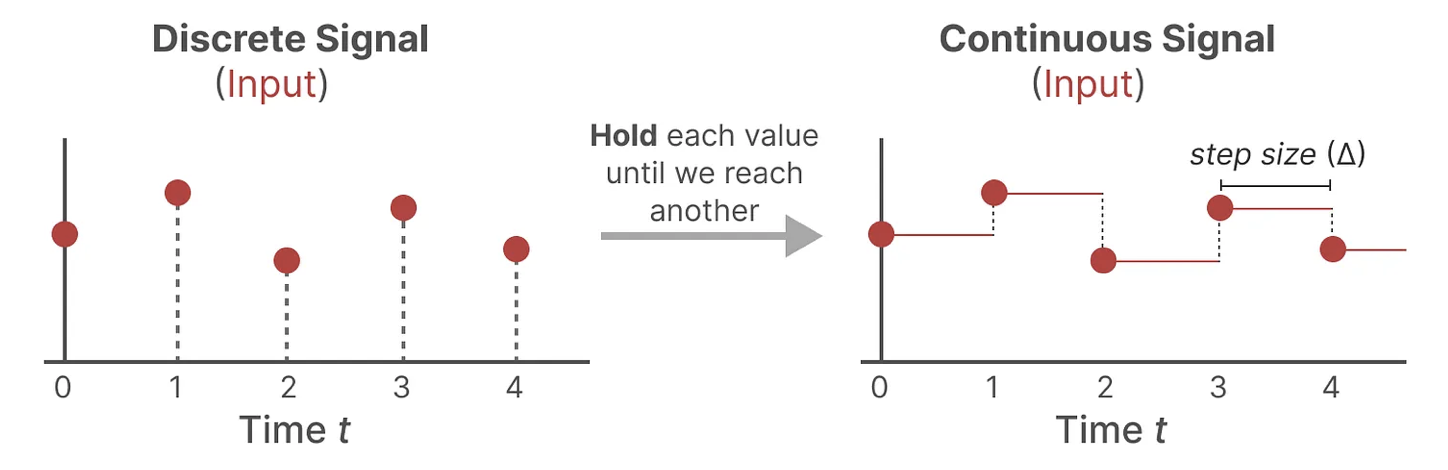 Discrete Signal
(Input)
0 1 2 3 4
Time t
Hold each value
until we reach
another
Continuous Signal
(Input)
step size (Δ)
0 1 2 3 4
Time t